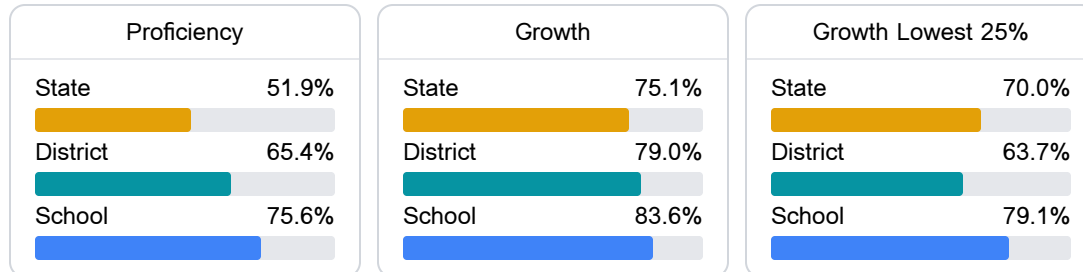 Proficiency
State 51.9%
District 65.4%
School 75.6%
Growth
State 75.1%
District 79.0%
School 83.6%
Growth Lowest 25%
State 70.0%
District 63.7%
School 79.1%